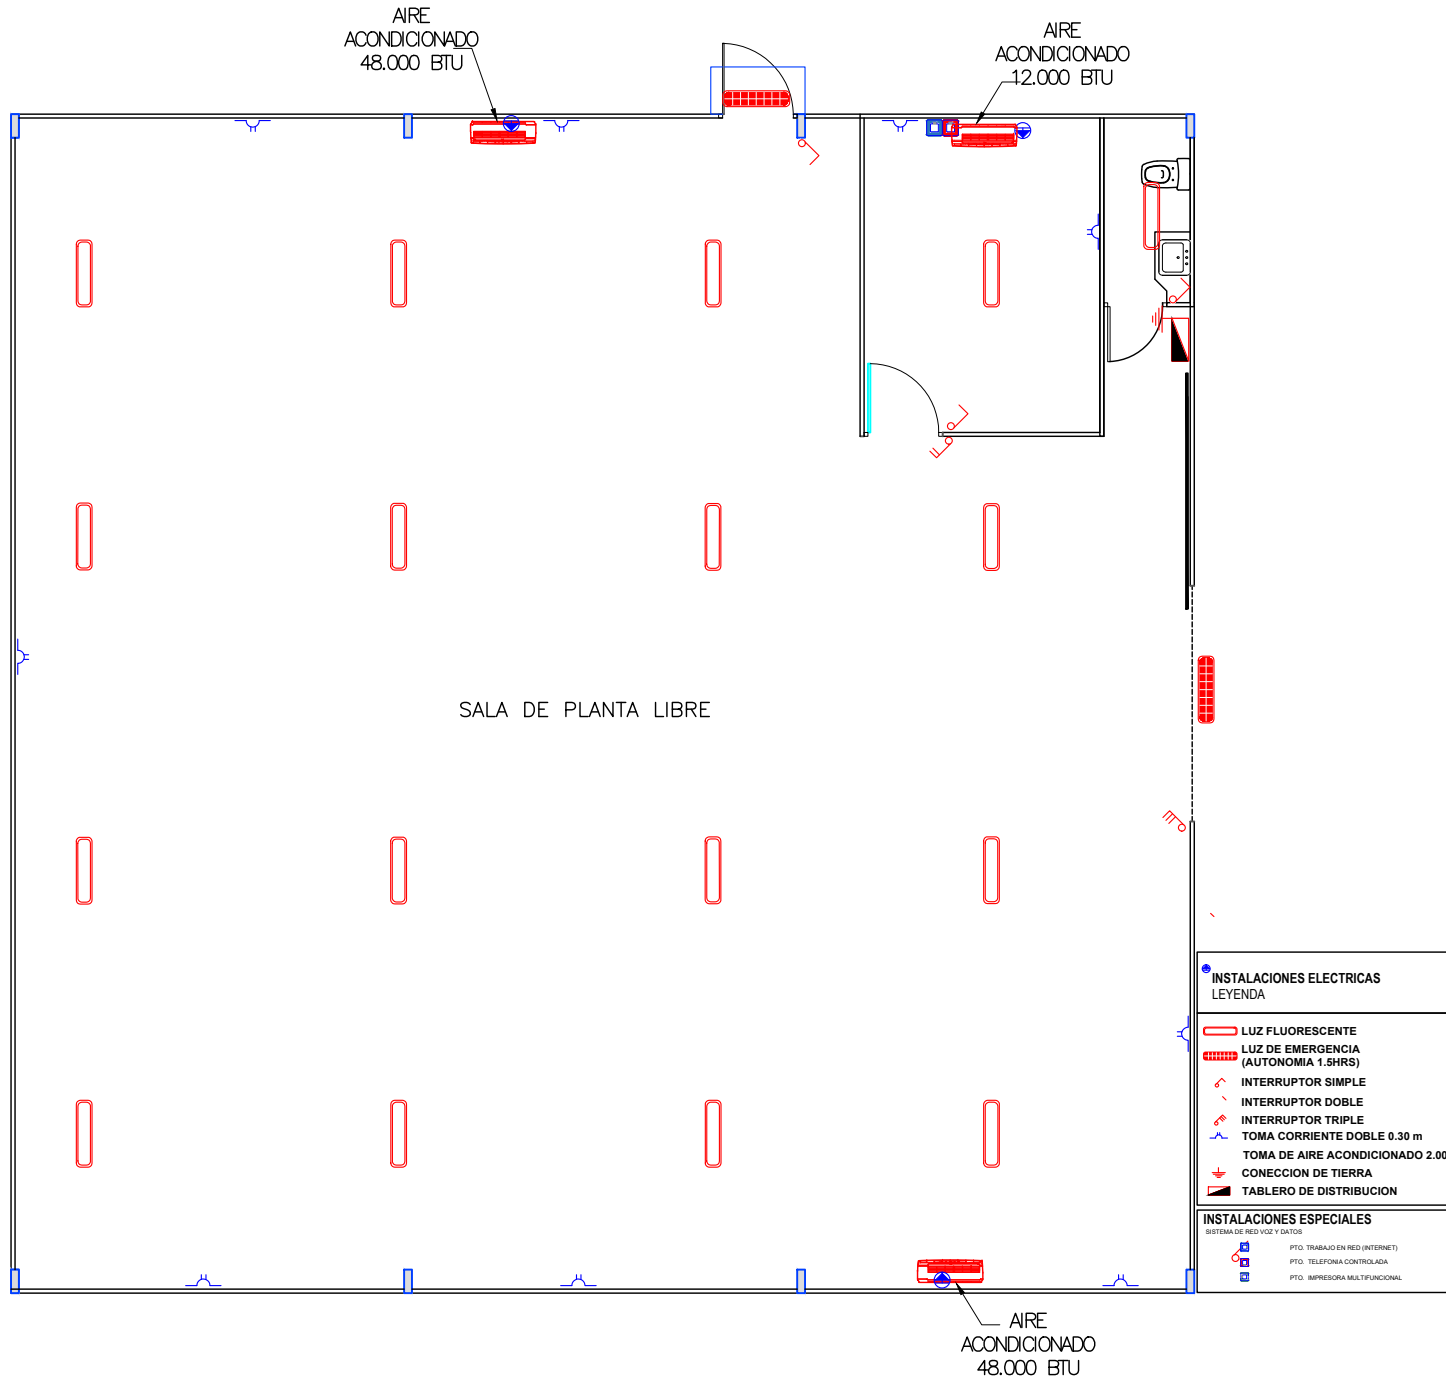 AIRE
ACONDICIONADO
48.000 BTU
AIRE
ACONDICIONADO
12.000 BTU
SALA DE PLANTA LIBRE
INSTALACIONES ELECTRICAS
LEYENDA
LUZ FLUORESCENTE
LUZ DE EMERGENCIA
(AUTONOMIA 1.5HRS)
INTERRUPTOR SIMPLE
INTERRUPTOR DOBLE
INTERRUPTOR TRIPLE
TOMA CORRIENTE DOBLE 0.30 m
TOMA DE AIRE ACONDICIONADO 2.00
CONECCION DE TIERRA
TABLERO DE DISTRIBUCION
INSTALACIONES ESPECIALES
SISTEMA DE RED VOZ Y DATOS
PTO. TRABAJO EN RED (INTERNET)
PTO. TELEFONIA CONTROLADA
PTO. IMPRESORA MULTIFUNCIONAL
AIRE
ACONDICIONADO
48.000 BTU